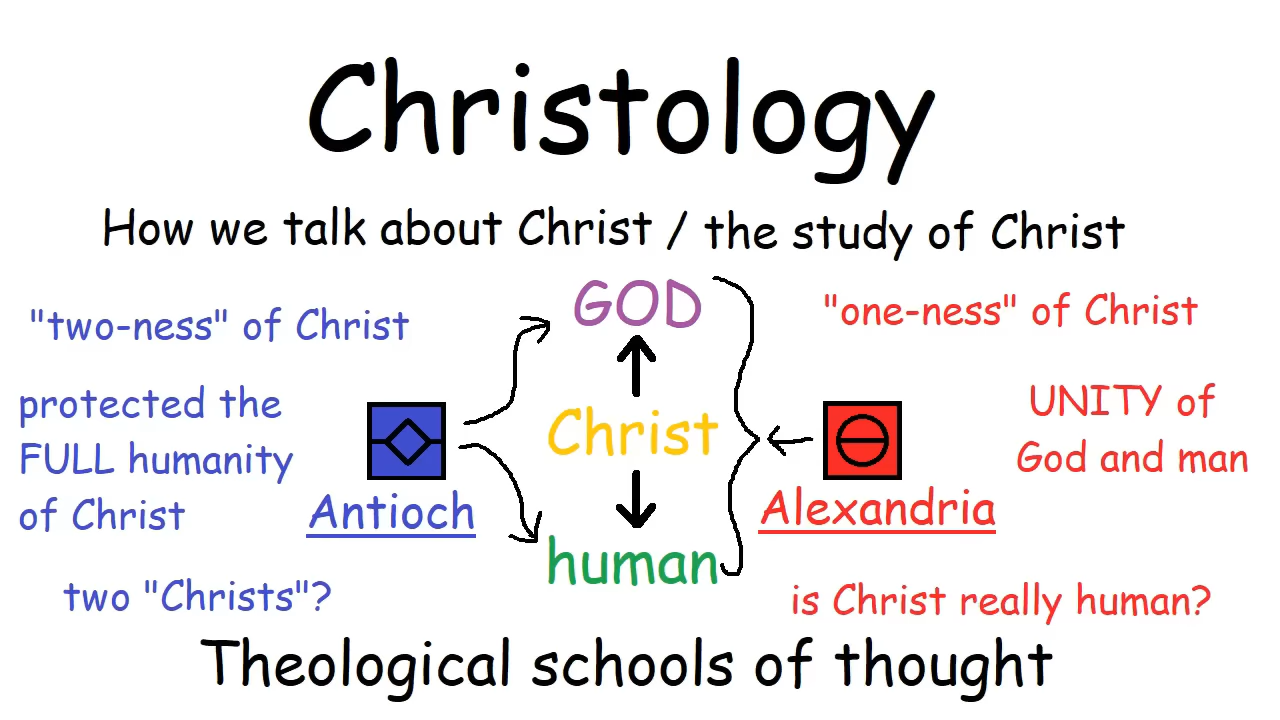 Christology
How we talk about Christ / the study of Christ
"two-ness" of Christ
protected the
FULL humanity
of Christ
Antioch
two "Christs"?
GOD
Christ
human
"one-ness" of Christ
UNITY of
God and man
Alexandria
is Christ really human?
Theological schools of thought